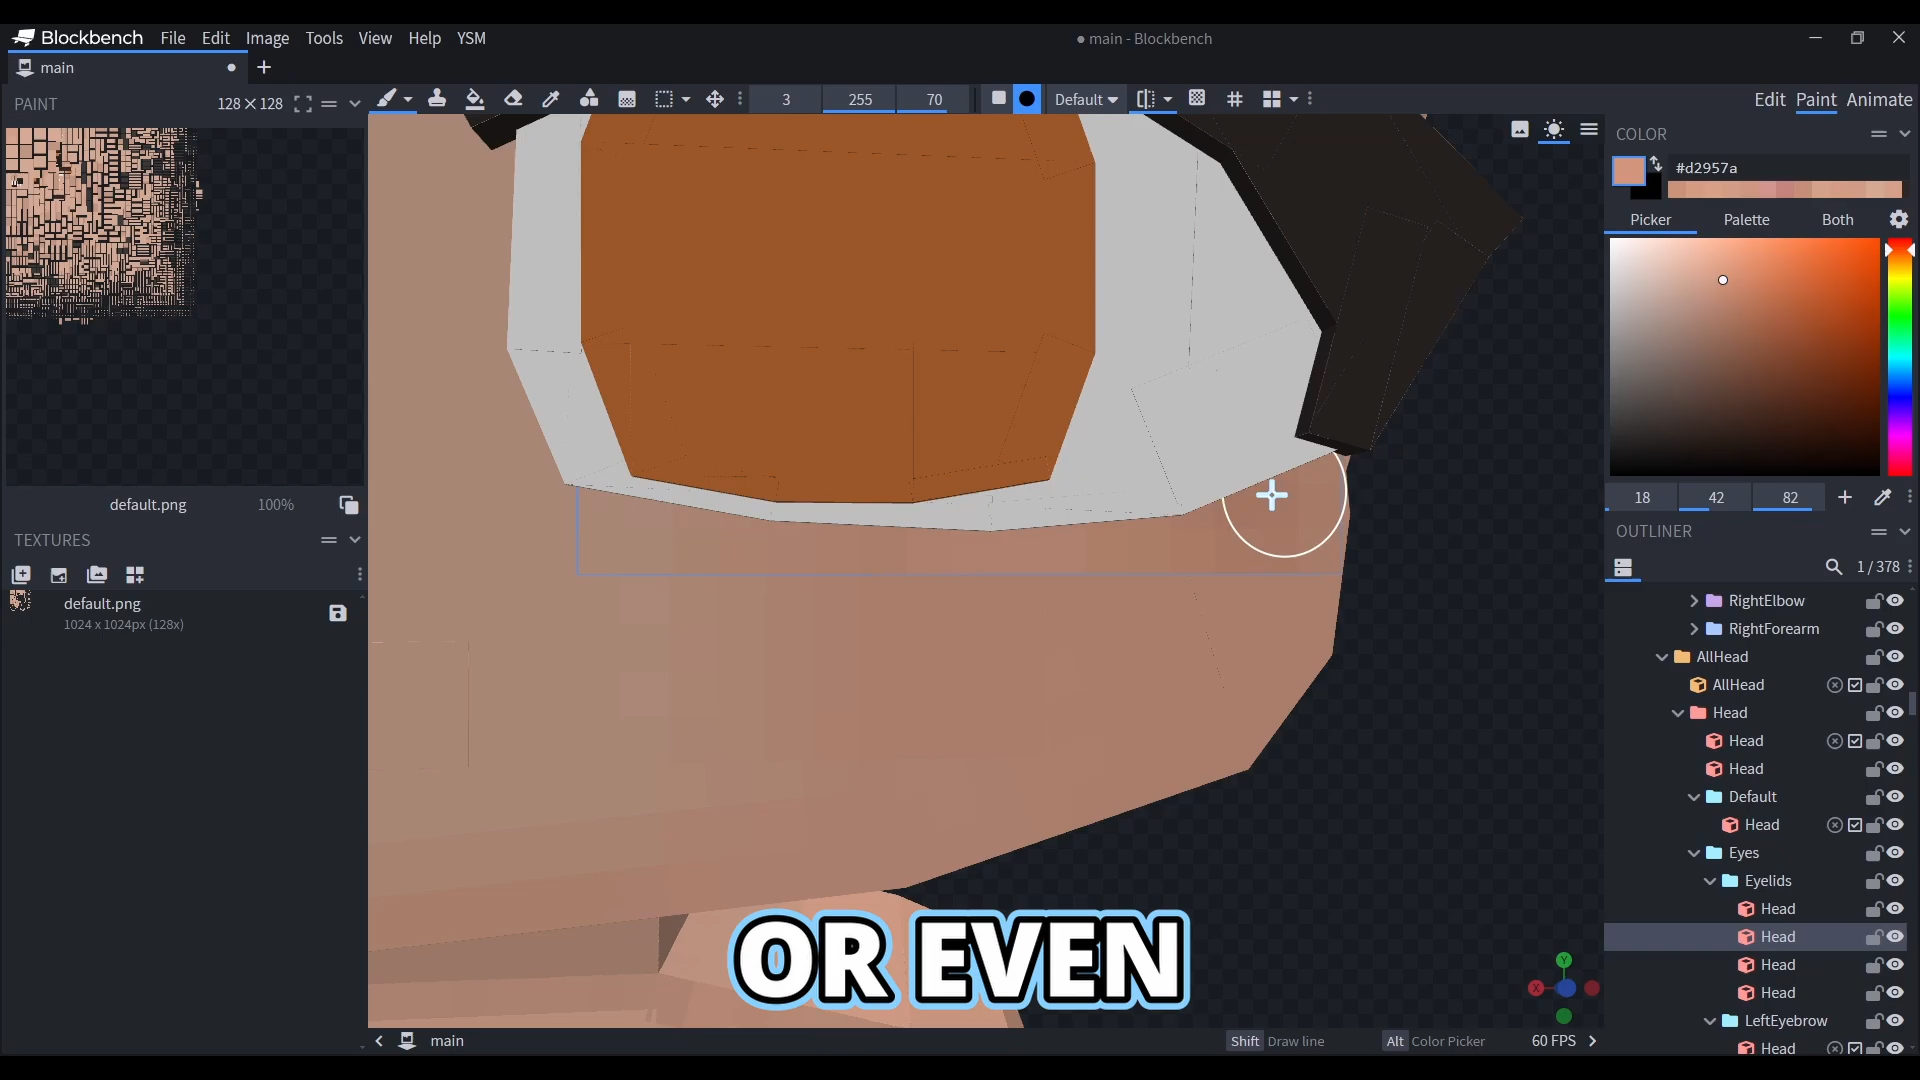 Blockbench File Edit Image Tools View Help YSM
● main - Blockbench
main
PAINT 128×128
3 255 70 Default
Edit Paint Animate
COLOR
#d2957a
Picker Palette Both
default.png 100%
18 42 82
TEXTURES
OUTLINER
1 / 378
default.png
1024 x 1024px (128x)
RightElbow
RightForearm
AllHead
AllHead
Head
Head
Head
Default
Head
Eyes
Eyelids
Head
Head
Head
Head
LeftEyebrow
Head
OR EVEN
main
Shift Draw line Alt Color Picker 60 FPS
Y
X